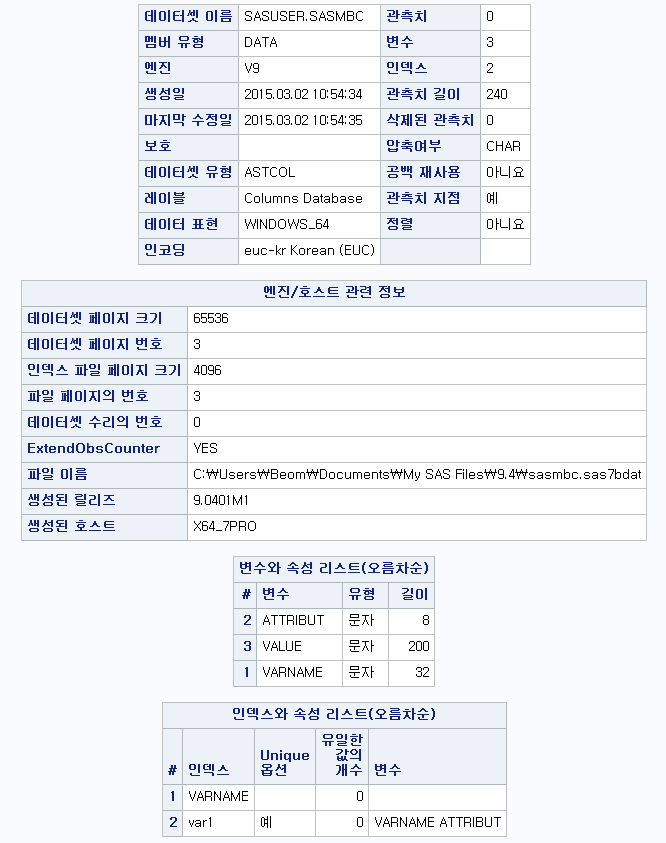 데이터셋 이름 SASUSER.SASMBC 관측치 0
멤버 유형 DATA 변수 3
엔진 V9 인덱스 2
생성일 2015.03.02 10:54:34 관측치 길이 240
마지막 수정일 2015.03.02 10:54:35 삭제된 관측치 0
보호 압축여부 CHAR
데이터셋 유형 ASTCOL 공백 재사용 아니요
레이블 Columns Database 관측치 지점 예
데이터 표현 WINDOWS_64 정렬 아니요
인코딩 euc-kr Korean (EUC)
엔진/호스트 관련 정보
데이터셋 페이지 크기 65536
데이터셋 페이지 번호 3
인덱스 파일 페이지 크기 4096
파일 페이지의 번호 3
데이터셋 수리의 번호 0
ExtendObsCounter YES
파일 이름 C:₩Users₩Beom₩Documents₩My SAS Files₩9.4₩sasmbc.sas7bdat
생성된 릴리즈 9.0401M1
생성된 호스트 X64_7PRO
변수와 속성 리스트(오름차순)
# 변수 유형 길이
2 ATTRIBUT 문자 8
3 VALUE 문자 200
1 VARNAME 문자 32
인덱스와 속성 리스트(오름차순)
# 인덱스 Unique 옵션 유일한 값의 개수 변수
1 VARNAME 0
2 var1 예 0 VARNAME ATTRIBUT